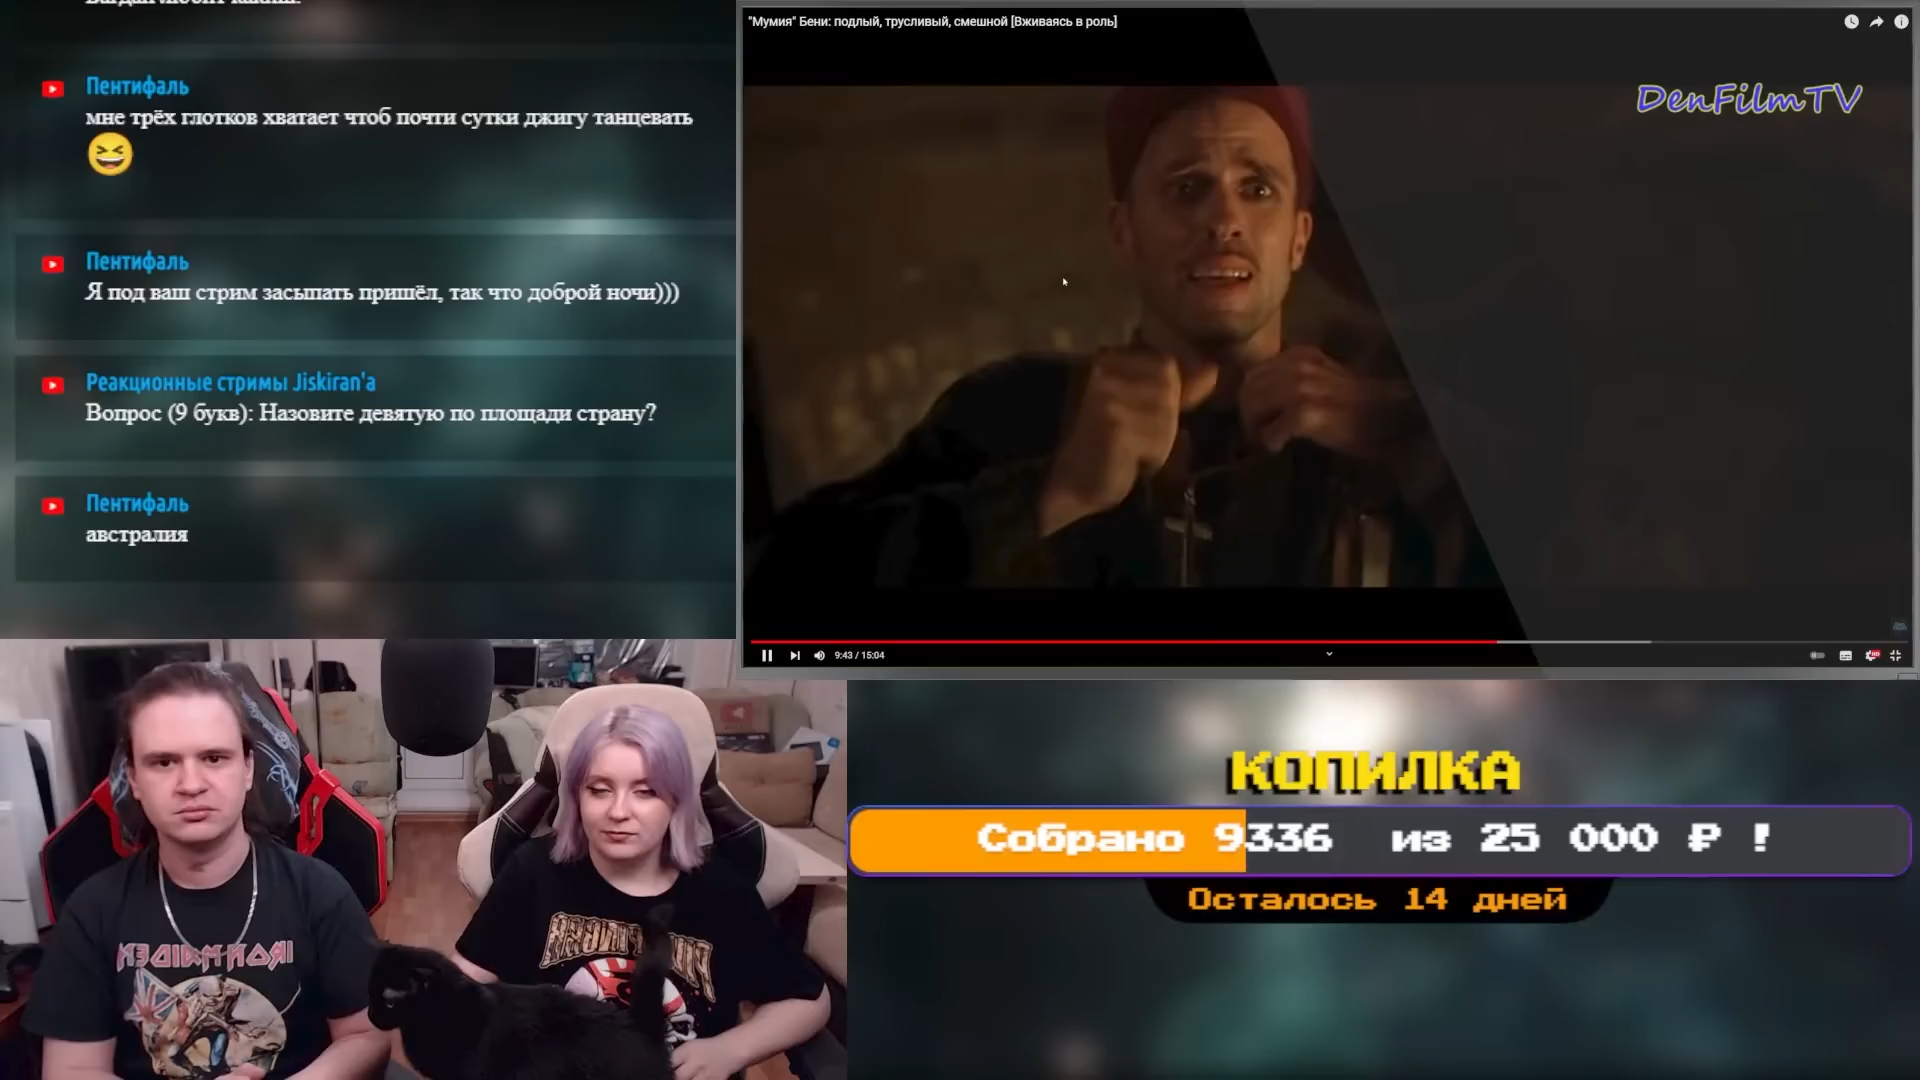 Пентифаль
мне трёх глотков хватает чтоб почти сутки джигу танцевать
Пентифаль
Я под ваш стрим засыпать пришёл, так что доброй ночи)))
Реакционные стримы Jiskiran'a
Вопрос (9 букв): Назовите девятую по площади страну?
Пентифаль
австралия
"Мумия" Бени: подлый, трусливый, смешной [Вживаясь в роль]
DenFilmTV
9:43 / 15:04
КОПИЛКА
Собрано 9336 из 25 000 ₽ !
Осталось 14 дней